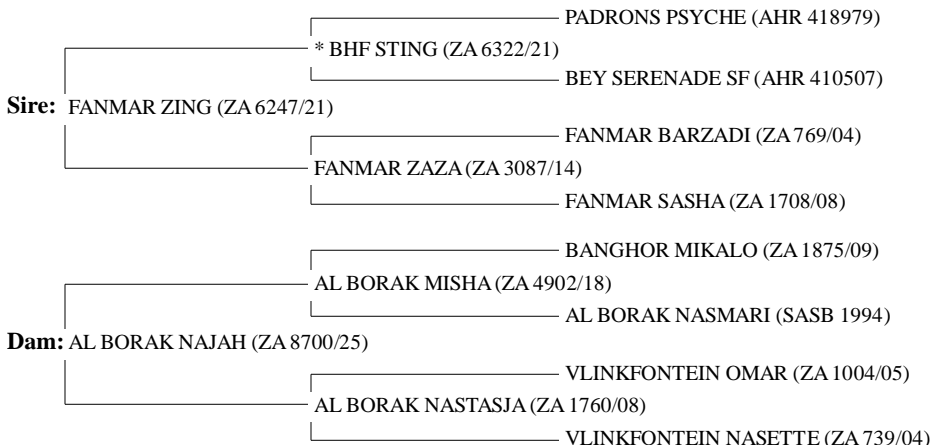 PADRONS PSYCHE (AHR 418979)
* BHF STING (ZA 6322/21)
BEY SERENADE SF (AHR 410507)
Sire: FANMAR ZING (ZA 6247/21)
FANMAR BARZADI (ZA 769/04)
FANMAR ZAZA (ZA 3087/14)
FANMAR SASHA (ZA 1708/08)
BANGHOR MIKALO (ZA 1875/09)
AL BORAK MISHA (ZA 4902/18)
AL BORAK NASMARI (SASB 1994)
Dam: AL BORAK NAJAH (ZA 8700/25)
VLINKFONTEIN OMAR (ZA 1004/05)
AL BORAK NASTASJA (ZA 1760/08)
VLINKFONTEIN NASETTE (ZA 739/04)